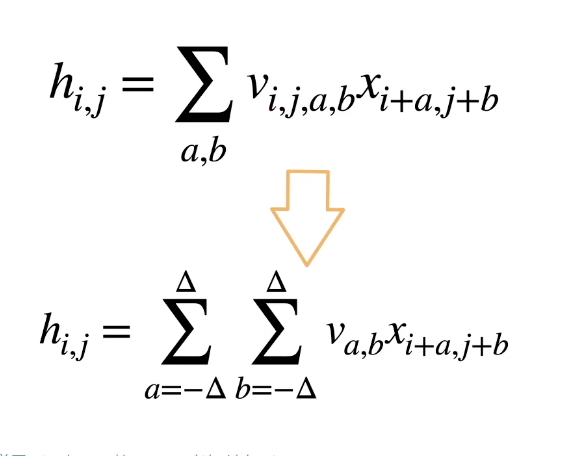 h_{i,j} = \sum_{a,b} v_{i,j,a,b} x_{i+a,j+b}
h_{i,j} = \sum_{a=-\Delta}^{\Delta} \sum_{b=-\Delta}^{\Delta} v_{a,b} x_{i+a,j+b}